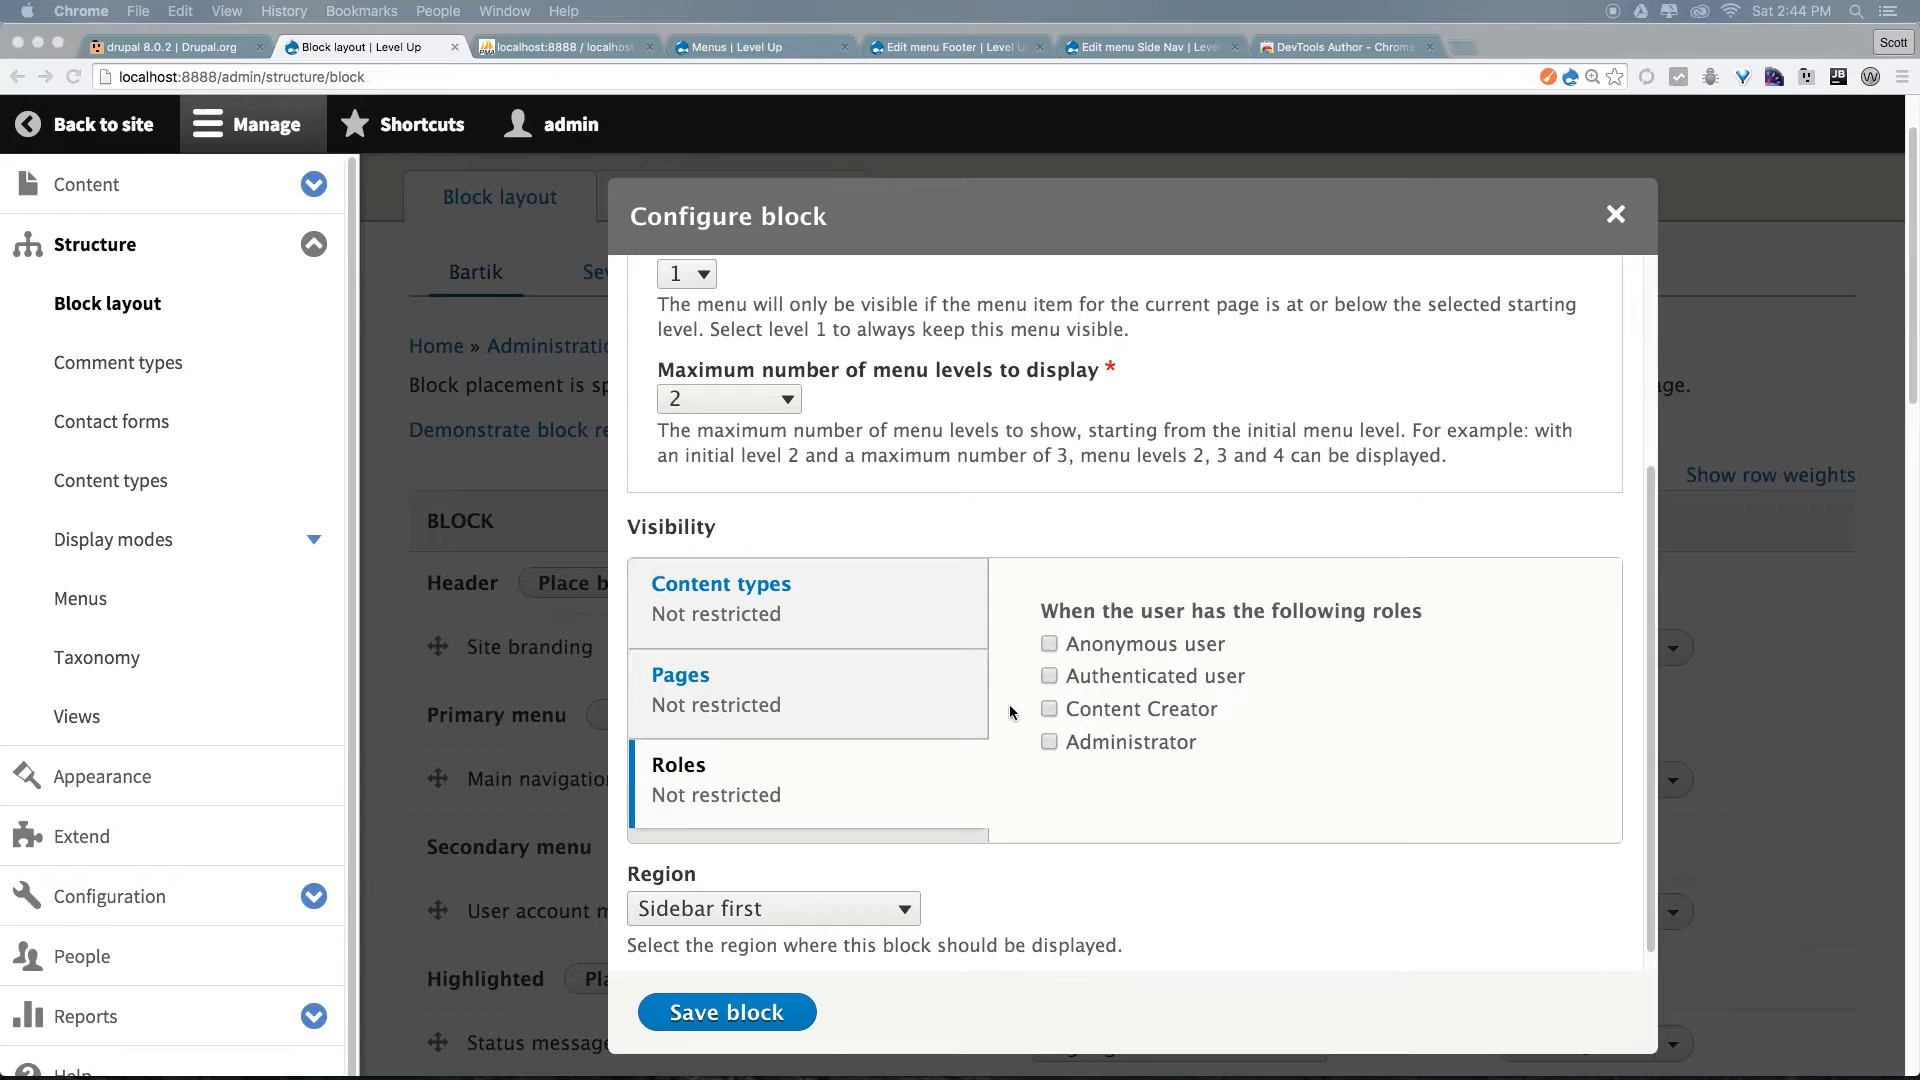 Chrome File Edit View History Bookmarks People Window Help Sat 2:44 PM
drupal 8.0.2 | Drupal.org
Block layout | Level Up
localhost:8888 / localhost
Menus | Level Up
Edit menu Footer | Level U
Edit menu Side Nav | Leve
DevTools Author - Chrome
Scott
localhost:8888/admin/structure/block
Back to site
Manage
Shortcuts
admin
Content
Structure
Block layout
Comment types
Contact forms
Content types
Display modes
Menus
Taxonomy
Views
Appearance
Extend
Configuration
People
Reports
Help
Block layout
Bartik
Se
Home » Administratio
Block placement is sp
ge.
Demonstrate block re
Show row weights
BLOCK
Header
Place b
Site branding
Primary menu
Main navigation
Secondary menu
User account m
Highlighted
Pla
Status message
Configure block
1
The menu will only be visible if the menu item for the current page is at or below the selected starting
level. Select level 1 to always keep this menu visible.
Maximum number of menu levels to display *
2
The maximum number of menu levels to show, starting from the initial menu level. For example: with
an initial level 2 and a maximum number of 3, menu levels 2, 3 and 4 can be displayed.
Visibility
Content types
Not restricted
Pages
Not restricted
Roles
Not restricted
When the user has the following roles
Anonymous user
Authenticated user
Content Creator
Administrator
Region
Sidebar first
Select the region where this block should be displayed.
Save block